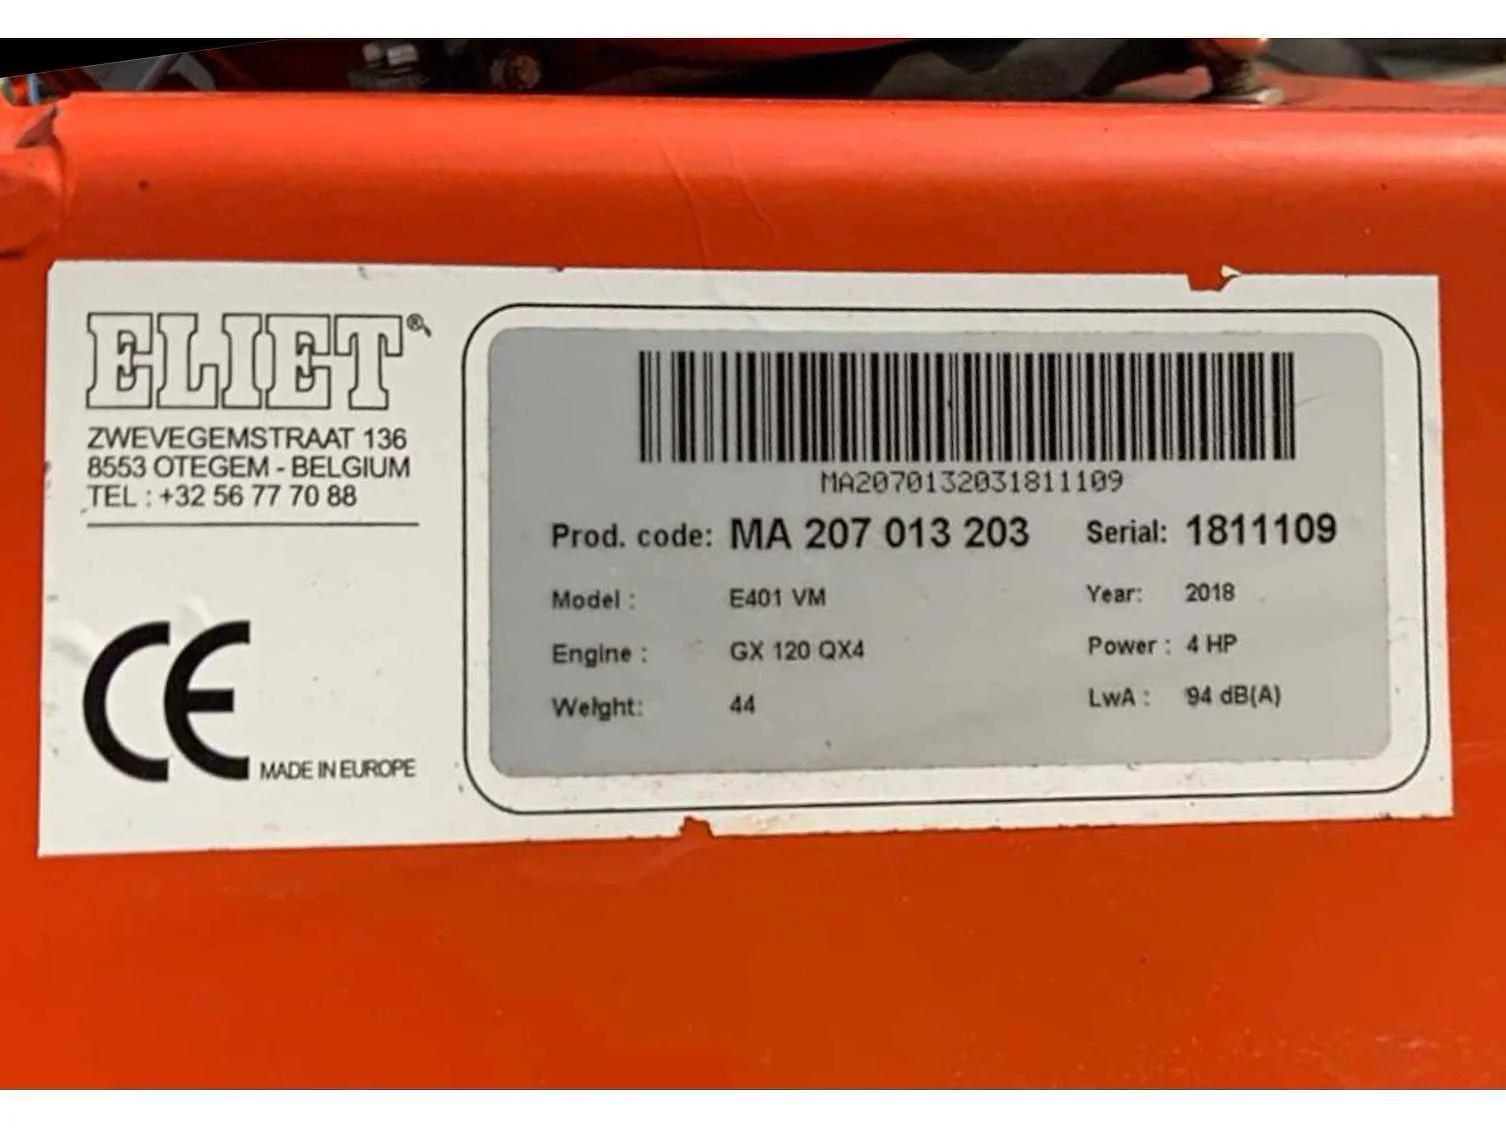 ELIET®
ZWEVEGEMSTRAAT 136
8553 OTEGEM - BELGIUM
TEL : +32 56 77 70 88
CE MADE IN EUROPE
MA2070132031811109
Prod. code: MA 207 013 203 Serial: 1811109
Model : E401 VM Year: 2018
Engine : GX 120 QX4 Power : 4 HP
Weight: 44 LwA : 94 dB(A)